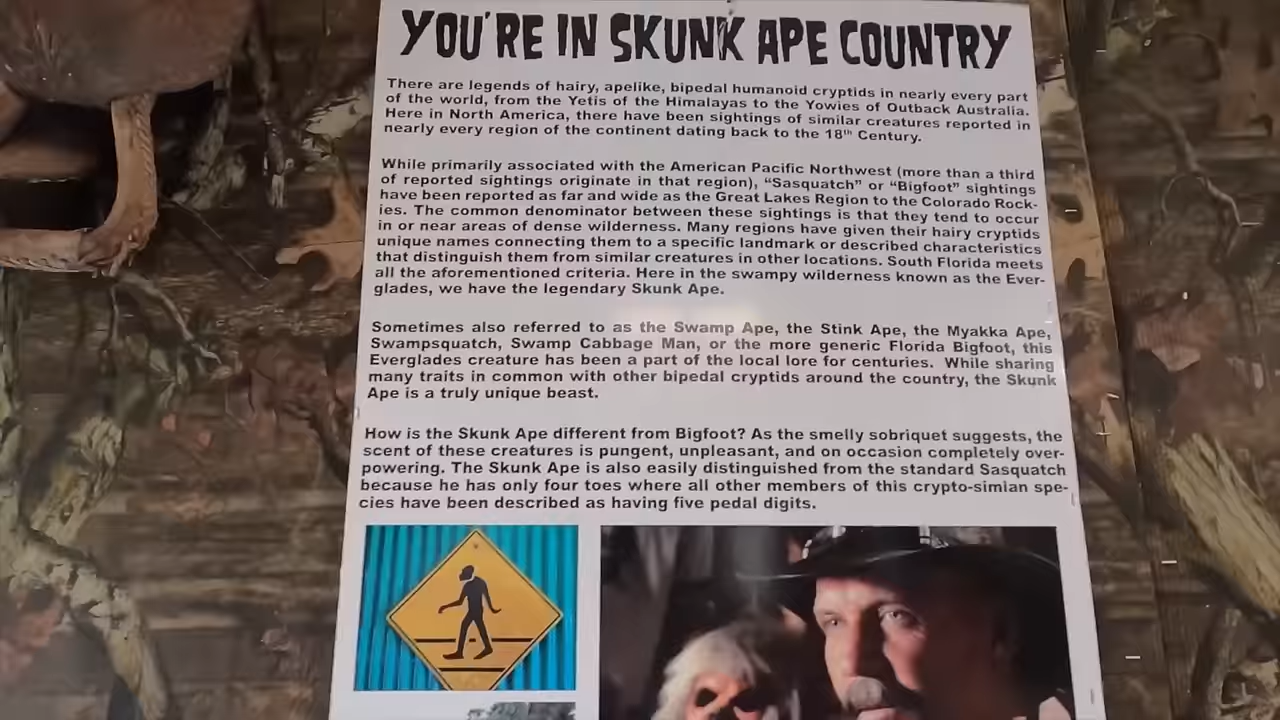 YOU'RE IN SKUNK APE COUNTRY
There are legends of hairy, apelike, bipedal humanoid cryptids in nearly every part
of the world, from the Yetis of the Himalayas to the Yowies of Outback Australia.
Here in North America, there have been sightings of similar creatures reported in
nearly every region of the continent dating back to the 18th Century.
While primarily associated with the American Pacific Northwest (more than a third
of reported sightings originate in that region), “Sasquatch” or “Bigfoot” sightings
have been reported as far and wide as the Great Lakes Region to the Colorado Rock-
ies. The common denominator between these sightings is that they tend to occur
in or near areas of dense wilderness. Many regions have given their hairy cryptids
unique names connecting them to a specific landmark or described characteristics
that distinguish them from similar creatures in other locations. South Florida meets
all the aforementioned criteria. Here in the swampy wilderness known as the Ever-
glades, we have the legendary Skunk Ape.
Sometimes also referred to as the Swamp Ape, the Stink Ape, the Myakka Ape,
Swampsquatch, Swamp Cabbage Man, or the more generic Florida Bigfoot, this
Everglades creature has been a part of the local lore for centuries. While sharing
many traits in common with other bipedal cryptids around the country, the Skunk
Ape is a truly unique beast.
How is the Skunk Ape different from Bigfoot? As the smelly sobriquet suggests, the
scent of these creatures is pungent, unpleasant, and on occasion completely over-
powering. The Skunk Ape is also easily distinguished from the standard Sasquatch
because he has only four toes where all other members of this crypto-simian spe-
cies have been described as having five pedal digits.